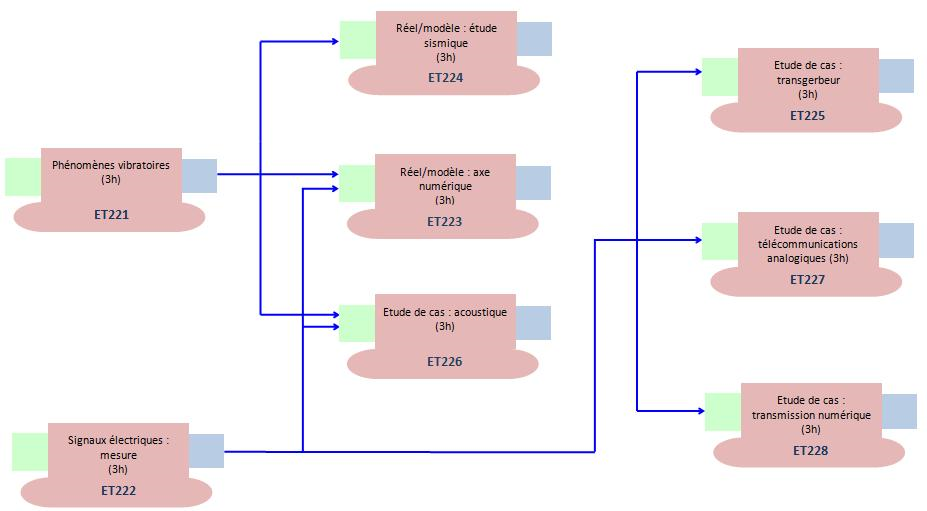 Réel/modèle : étude
sismique
(3h)
ET224
Etude de cas :
transgerbeur
(3h)
ET225
Phénomènes vibratoires
(3h)
ET221
Réel/modèle : axe
numérique
(3h)
ET223
Etude de cas :
télécommunications
analogiques (3h)
ET227
Etude de cas : acoustique
(3h)
ET226
Etude de cas :
transmission numérique
(3h)
ET228
Signaux électriques :
mesure
(3h)
ET222